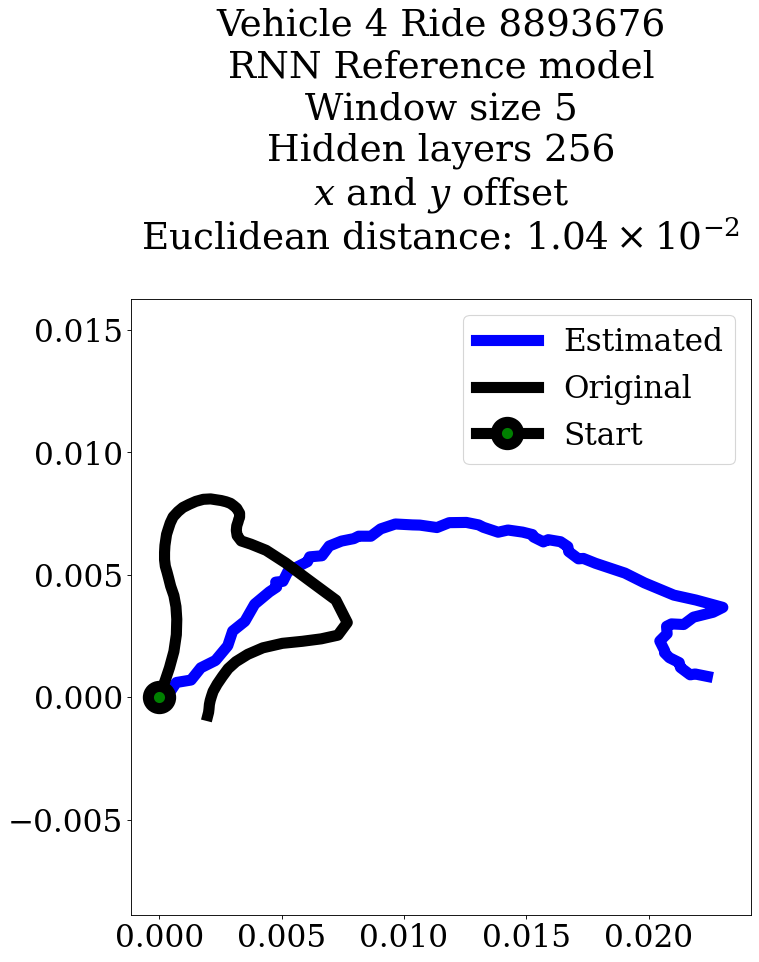 Vehicle 4 Ride 8893676
RNN Reference model
Window size 5
Hidden layers 256
x and y offset
Euclidean distance: 1.04 × 10⁻²
Estimated
Original
Start
0.015
0.010
0.005
0.000
−0.005
0.000 0.005 0.010 0.015 0.020